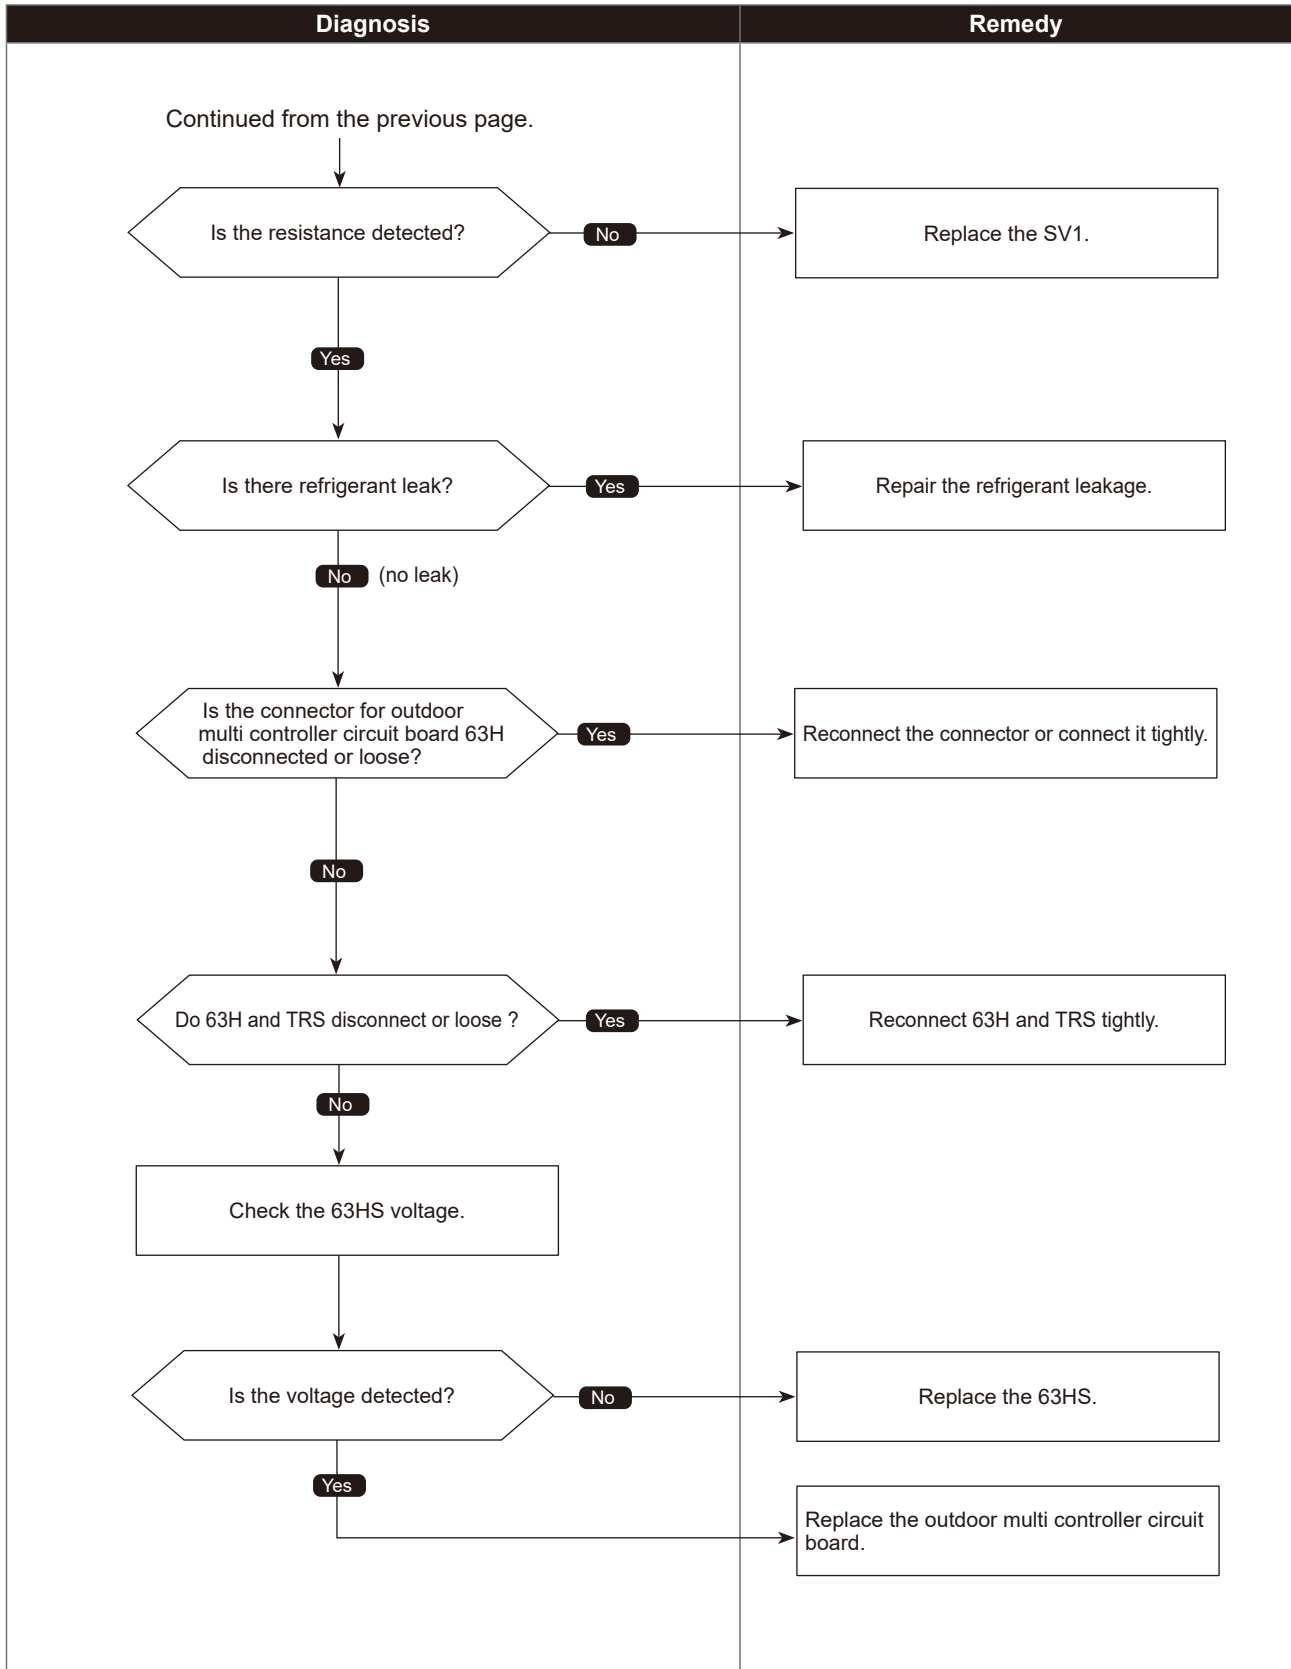 Diagnosis
Remedy
Continued from the previous page.
Is the resistance detected?
No
Replace the SV1.
Yes
Is there refrigerant leak?
Yes
Repair the refrigerant leakage.
No (no leak)
Is the connector for outdoor
multi controller circuit board 63H
disconnected or loose?
Yes
Reconnect the connector or connect it tightly.
No
Do 63H and TRS disconnect or loose ?
Yes
Reconnect 63H and TRS tightly.
No
Check the 63HS voltage.
Is the voltage detected?
No
Replace the 63HS.
Yes
Replace the outdoor multi controller circuit
board.